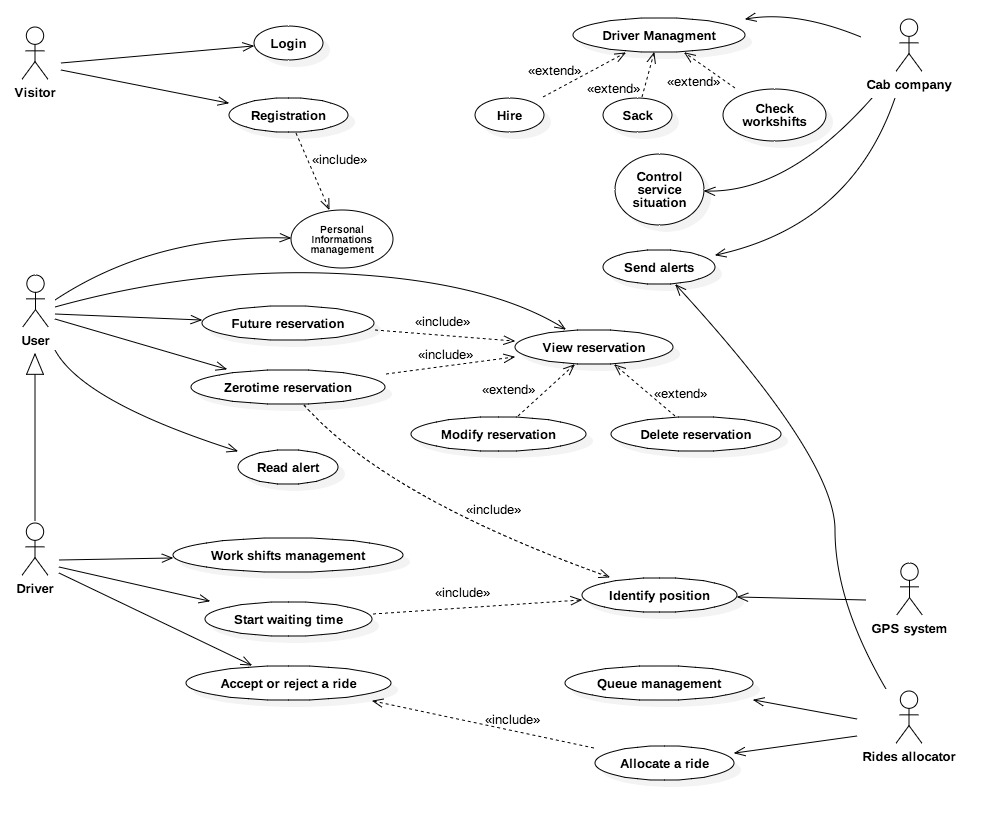 Driver Managment
Login
Visitor
Cab company
«extend»
«extend»
«extend»
Registration
Hire
Sack
Check
workshifts
«include»
Control
service
situation
Personal
Informations
management
Send alerts
User
Future reservation
«include»
View reservation
«include»
Zerotime reservation
«extend»
«extend»
Modify reservation
Delete reservation
Read alert
«include»
Work shifts management
Driver
Identify position
«include»
Start waiting time
GPS system
Accept or reject a ride
Queue management
«include»
Allocate a ride
Rides allocator